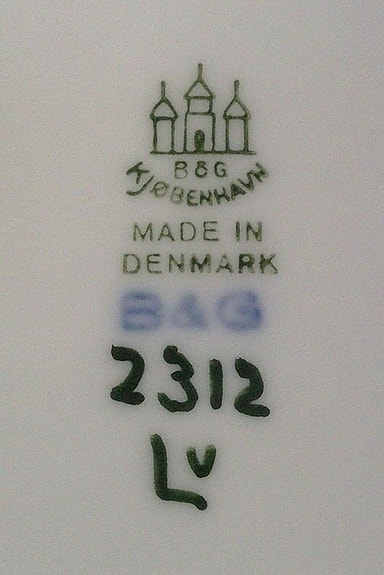 B&G
KJØBENHAVN
MADE IN
DENMARK
B&G
2312
Lv